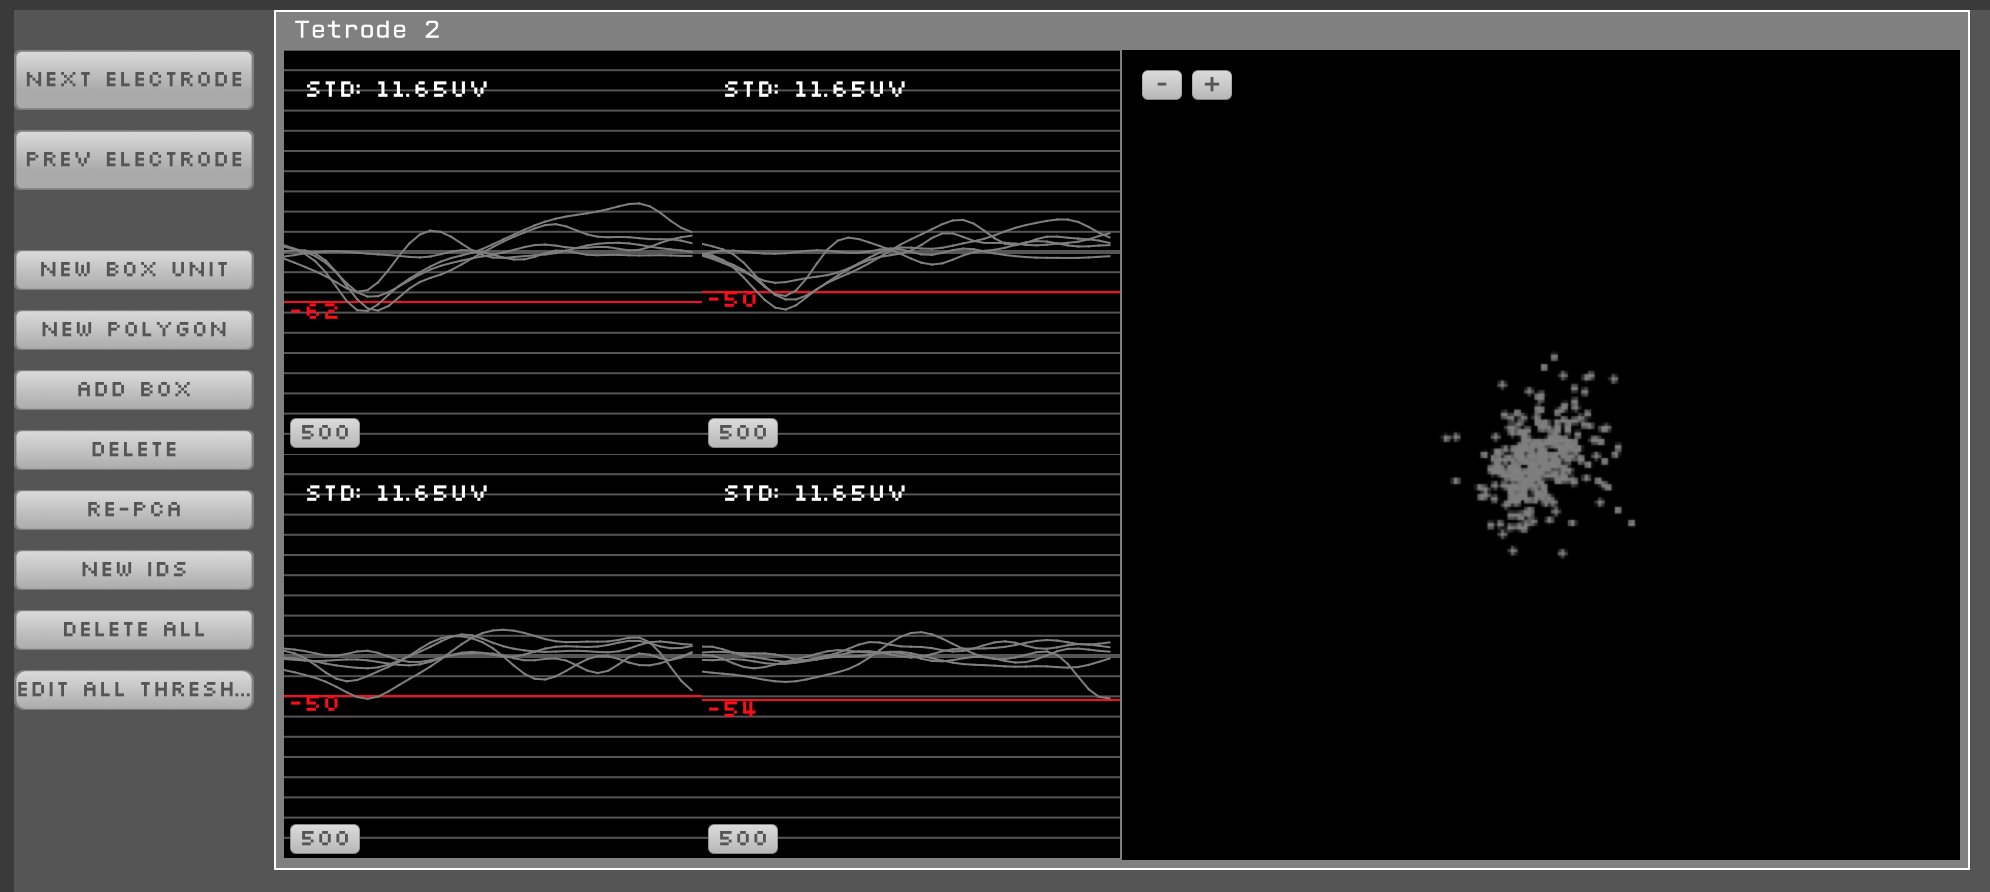 Tetrode 2
NEXT ELECTRODE
PREV ELECTRODE
NEW BOX UNIT
NEW POLYGON
ADD BOX
DELETE
RE-PCA
NEW IDS
DELETE ALL
EDIT ALL THRESH...
STD: 11.65UV
STD: 11.65UV
-62
-50
500
500
STD: 11.65UV
STD: 11.65UV
-50
-54
500
500
-
+